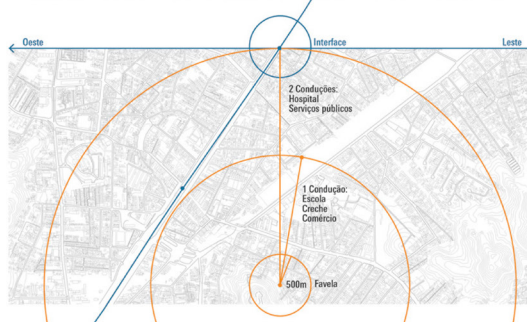 Oeste
Interface
Leste
2 Conduções:
Hospital
Serviços públicos
1 Condução:
Escola
Creche
Comércio
500m Favela